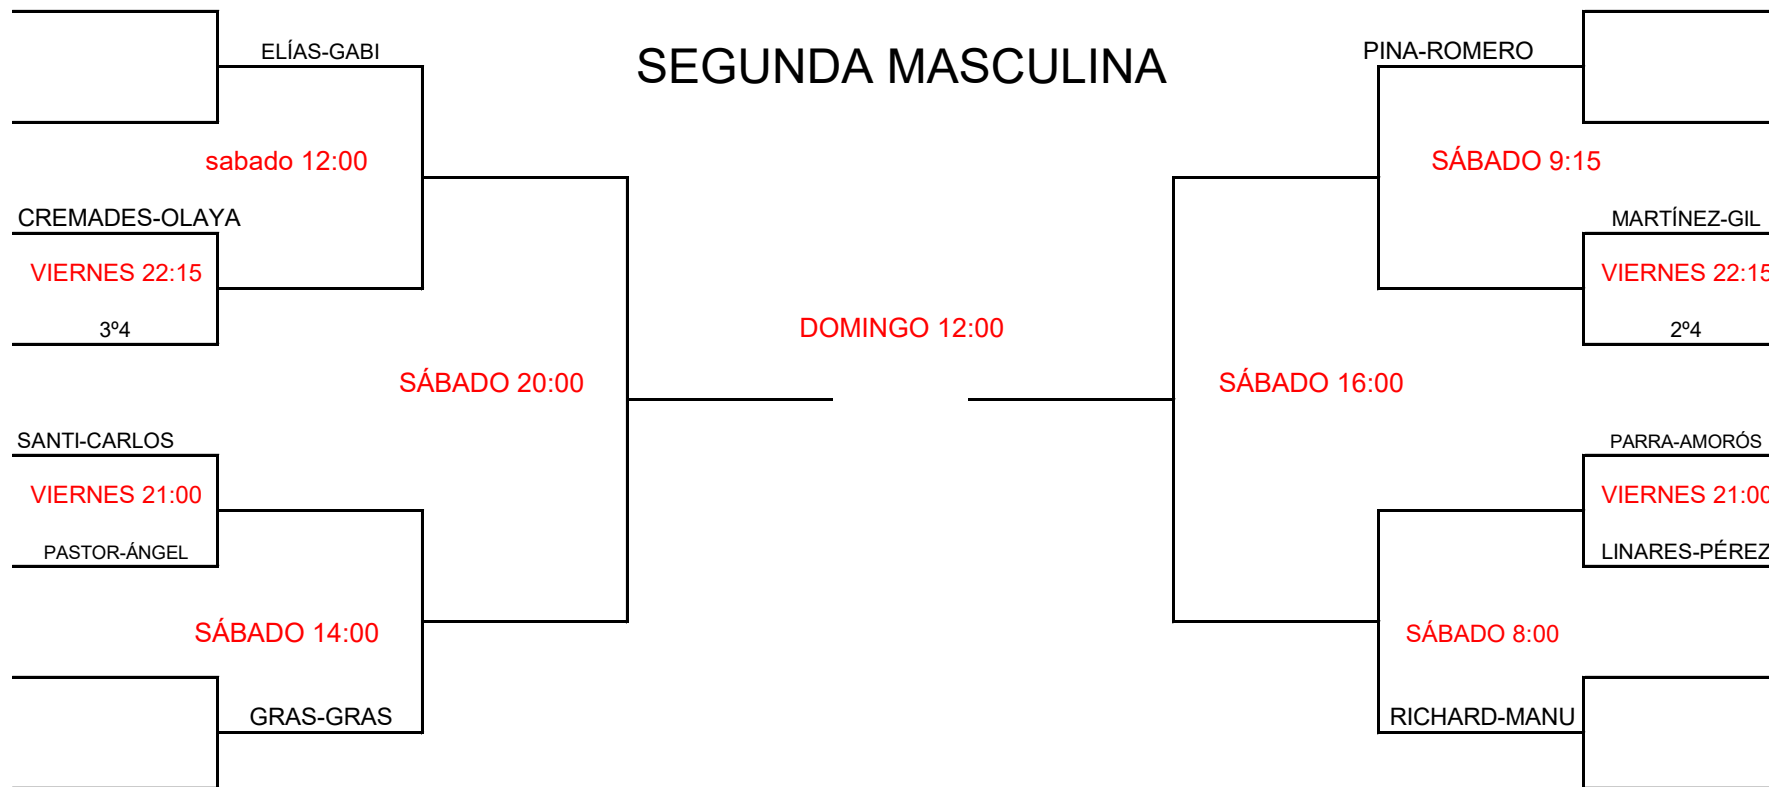 SEGUNDA MASCULINA
ELÍAS-GABI
sabado 12:00
CREMADES-OLAYA
VIERNES 22:15
3º4
SÁBADO 20:00
SANTI-CARLOS
VIERNES 21:00
PASTOR-ÁNGEL
SÁBADO 14:00
GRAS-GRAS
DOMINGO 12:00
PINA-ROMERO
SÁBADO 9:15
MARTÍNEZ-GIL
VIERNES 22:15
2º4
SÁBADO 16:00
PARRA-AMORÓS
VIERNES 21:00
LINARES-PÉREZ
SÁBADO 8:00
RICHARD-MANU